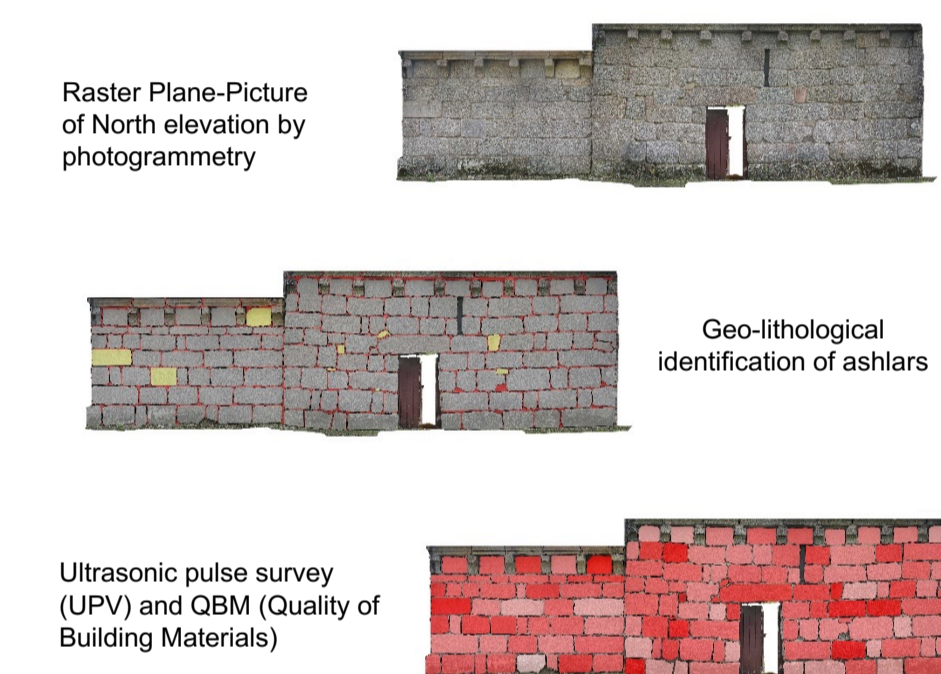 Raster Plane-Picture
of North elevation by
photogrammetry
Geo-lithological
identification of ashlars
Ultrasonic pulse survey
(UPV) and QBM (Quality of
Building Materials)